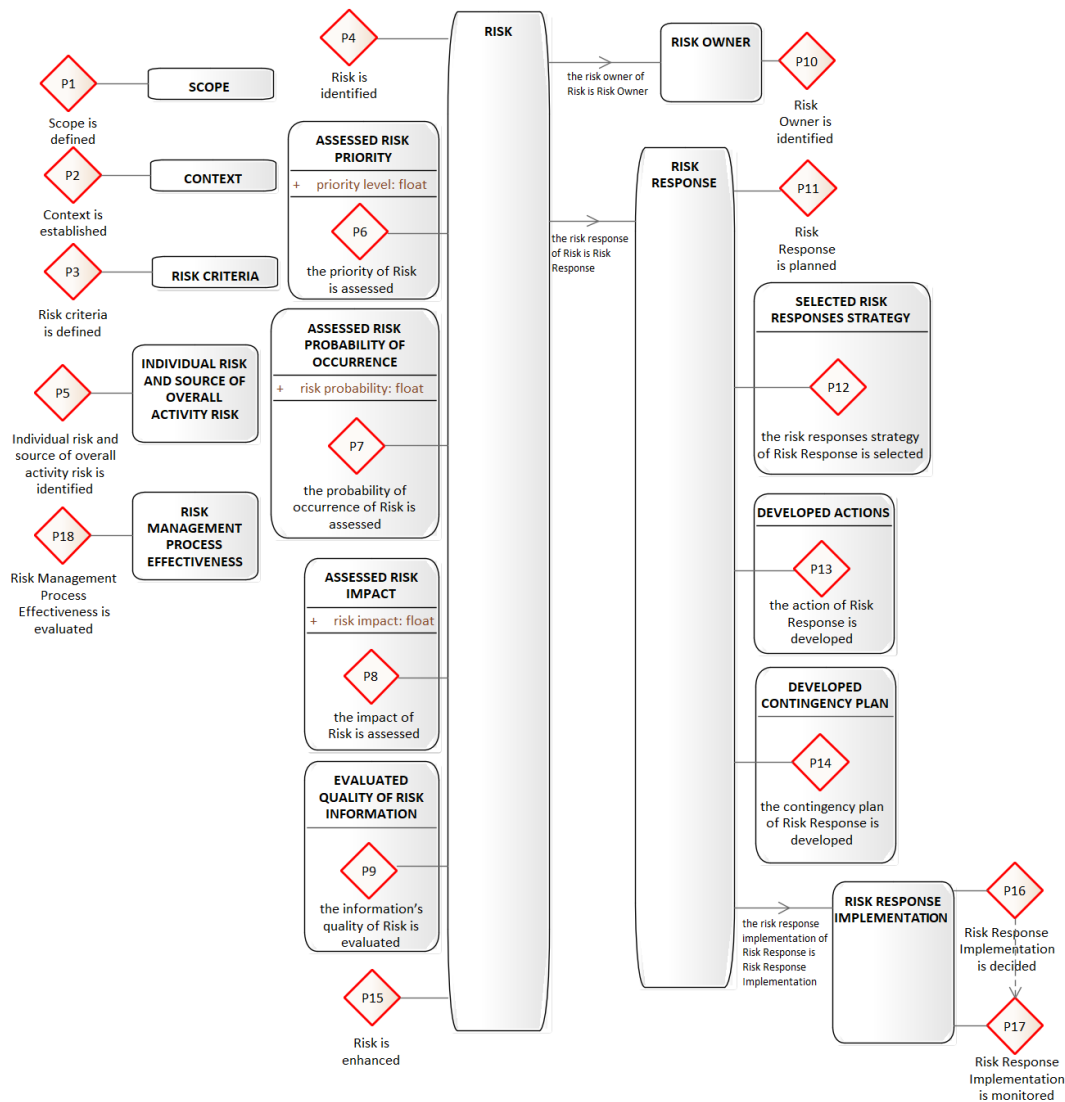 P1
SCOPE
Scope is
defined
P2
CONTEXT
Context is
established
P3
RISK CRITERIA
Risk criteria
is defined
P5
INDIVIDUAL RISK
AND SOURCE OF
OVERALL
ACTIVITY RISK
Individual risk and
source of overall
activity risk is
identified
P18
RISK
MANAGEMENT
PROCESS
EFFECTIVENESS
Risk Management
Process
Effectiveness is
evaluated
P4
Risk is
identified
ASSESSED RISK
PRIORITY
+ priority level: float
P6
the priority of Risk
is assessed
ASSESSED RISK
PROBABILITY OF
OCCURRENCE
+ risk probability: float
P7
the probability of
occurrence of Risk is
assessed
ASSESSED RISK
IMPACT
+ risk impact: float
P8
the impact of
Risk is assessed
EVALUATED
QUALITY OF RISK
INFORMATION
P9
the information's
quality of Risk is
evaluated
P15
Risk is
enhanced
RISK
the risk owner of
Risk is Risk Owner
RISK OWNER
P10
Risk
Owner is
identified
the risk response
of Risk is Risk
Response
RISK
RESPONSE
P11
Risk
Response
is planned
SELECTED RISK
RESPONSES STRATEGY
P12
the risk responses strategy
of Risk Response is selected
DEVELOPED ACTIONS
P13
the action of Risk
Response is
developed
DEVELOPED
CONTINGENCY PLAN
P14
the contingency plan
of Risk Response is
developed
the risk response
implementation of
Risk Response is
Risk Response
Implementation
RISK RESPONSE
IMPLEMENTATION
P16
Risk Response
Implementation
is decided
P17
Risk Response
Implementation
is monitored